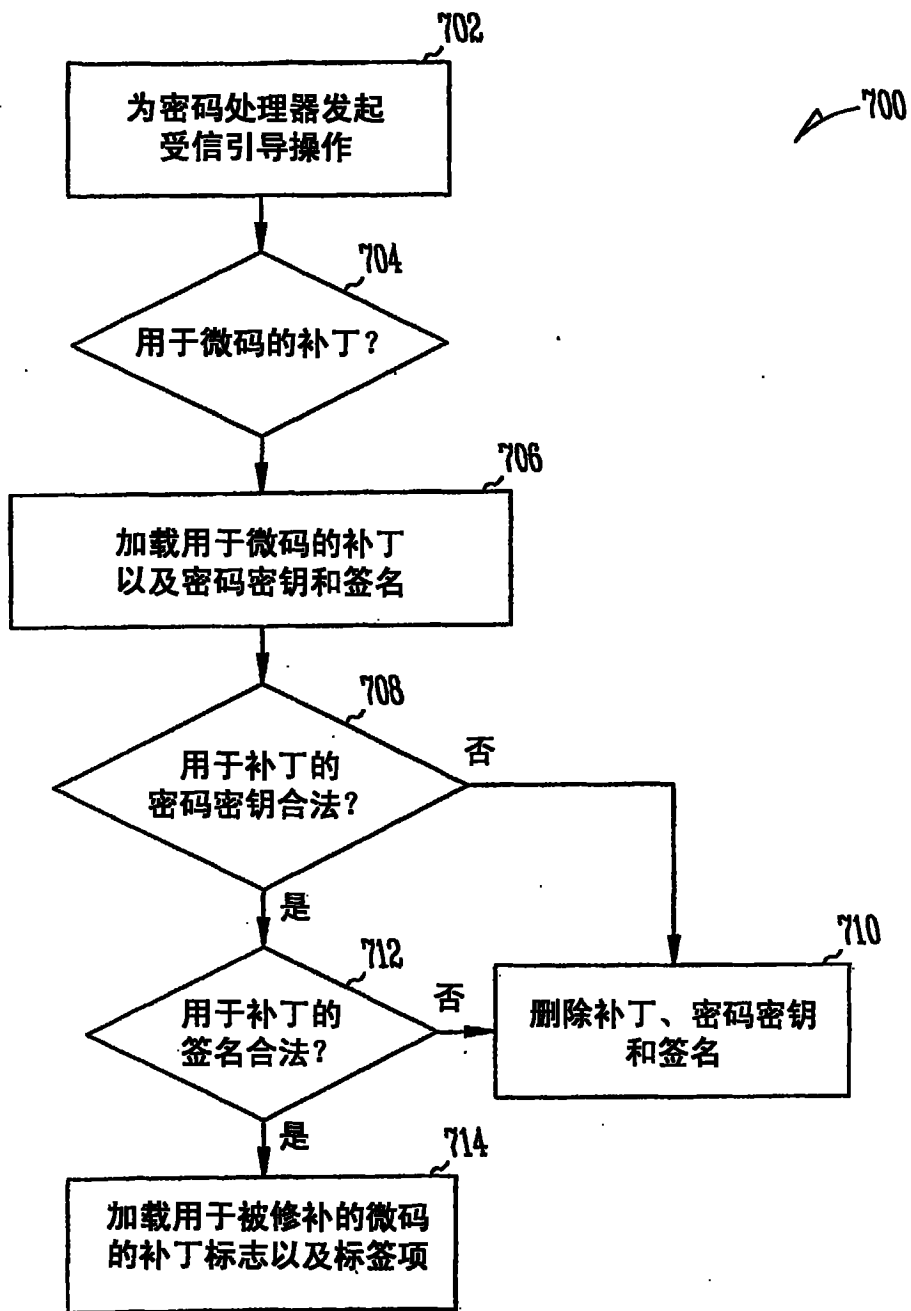 702
为密码处理器发起
受信引导操作
700
704
用于微码的补丁？
706
加载用于微码的补丁
以及密码密钥和签名
708
用于补丁的
密码密钥合法？
否
是
712
用于补丁的
签名合法？
否
710
删除补丁、密码密钥
和签名
是
714
加载用于被修补的微码
的补丁标志以及标签项